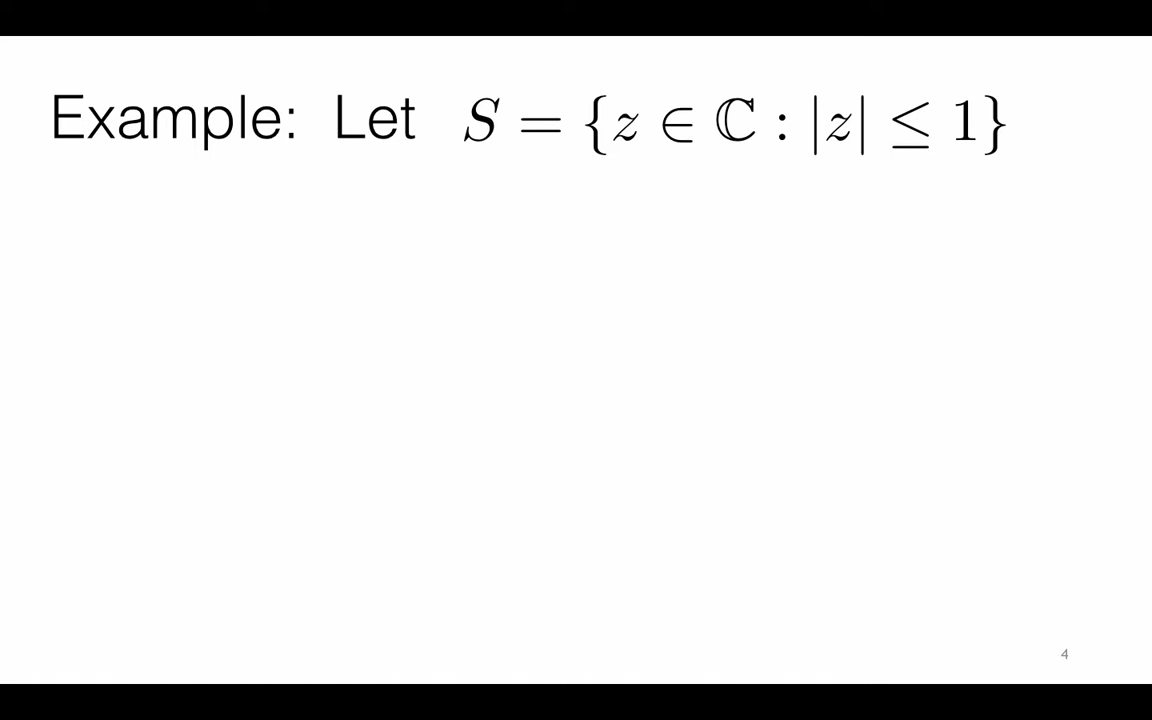 Example: Let S = {z ∈ ℂ : |z| ≤ 1}
4